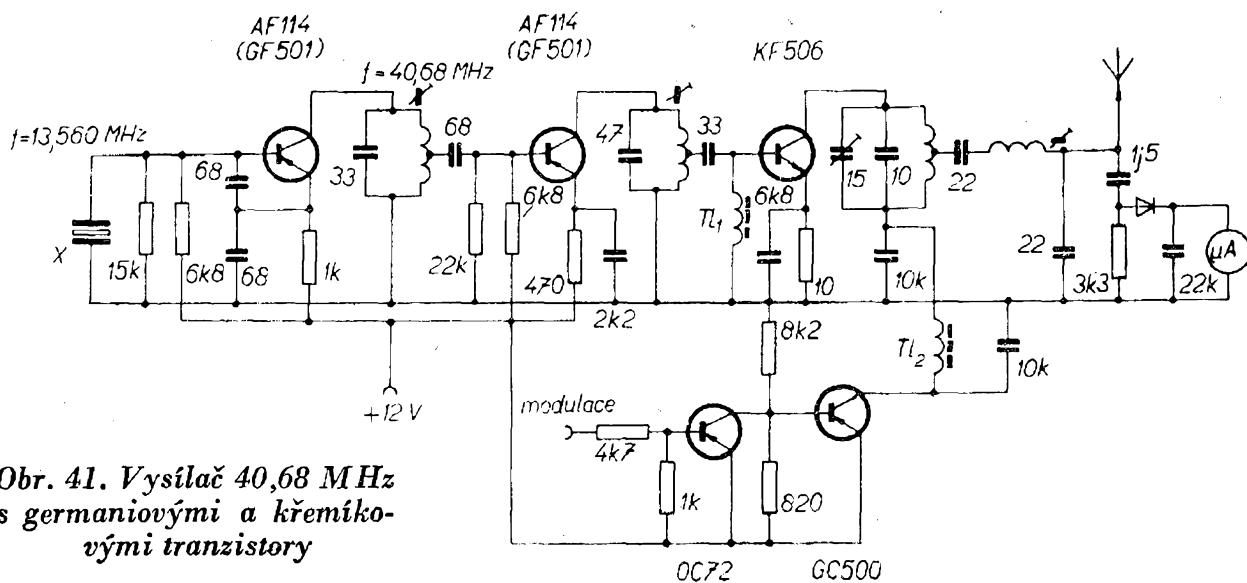 AF114
(GF501)
AF114
(GF501)
KF506
f=40,68 MHz
f=13,560 MHz
68
33
68
47
33
6k8
6k8
15
10
22
1j5
X
15k
6k8
68
1k
22k
470
2k2
Tl1
10
10k
22
3k3
22k
µA
8k2
Tl2
10k
+12 V
modulace
4k7
1k
820
OC72
GC500
Obr. 41. Vysílač 40,68 MHz
s germaniovými a křemíko-
vými tranzistory